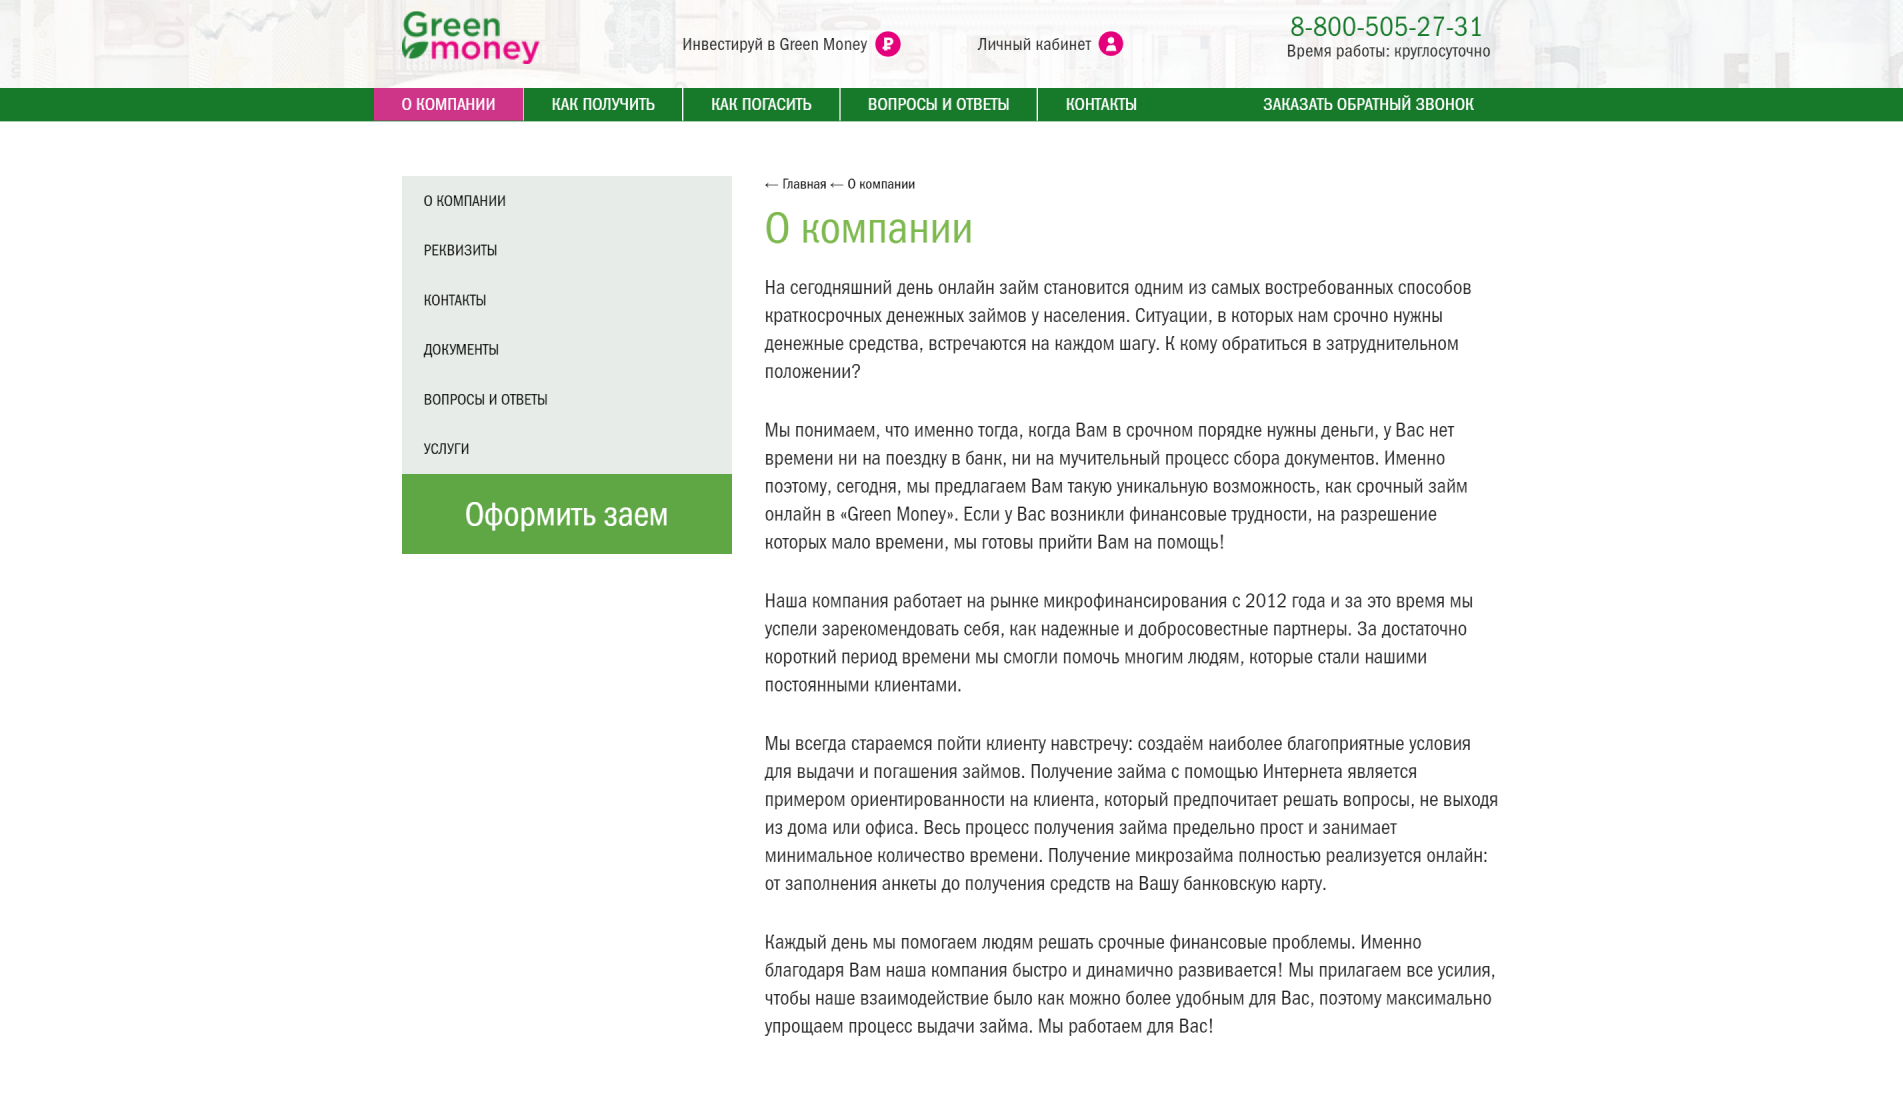 Green
money
Инвестируй в Green Money
Личный кабинет
8-800-505-27-31
Время работы: круглосуточно
О КОМПАНИИ
КАК ПОЛУЧИТЬ
КАК ПОГАСИТЬ
ВОПРОСЫ И ОТВЕТЫ
КОНТАКТЫ
ЗАКАЗАТЬ ОБРАТНЫЙ ЗВОНОК
О КОМПАНИИ
РЕКВИЗИТЫ
КОНТАКТЫ
ДОКУМЕНТЫ
ВОПРОСЫ И ОТВЕТЫ
УСЛУГИ
Оформить заем
← Главная ← О компании
О компании
На сегодняшний день онлайн займ становится одним из самых востребованных способов
краткосрочных денежных займов у населения. Ситуации, в которых нам срочно нужны
денежные средства, встречаются на каждом шагу. К кому обратиться в затруднительном
положении?
Мы понимаем, что именно тогда, когда Вам в срочном порядке нужны деньги, у Вас нет
времени ни на поездку в банк, ни на мучительный процесс сбора документов. Именно
поэтому, сегодня, мы предлагаем Вам такую уникальную возможность, как срочный займ
онлайн в «Green Money». Если у Вас возникли финансовые трудности, на разрешение
которых мало времени, мы готовы прийти Вам на помощь!
Наша компания работает на рынке микрофинансирования с 2012 года и за это время мы
успели зарекомендовать себя, как надежные и добросовестные партнеры. За достаточно
короткий период времени мы смогли помочь многим людям, которые стали нашими
постоянными клиентами.
Мы всегда стараемся пойти клиенту навстречу: создаём наиболее благоприятные условия
для выдачи и погашения займов. Получение займа с помощью Интернета является
примером ориентированности на клиента, который предпочитает решать вопросы, не выходя
из дома или офиса. Весь процесс получения займа предельно прост и занимает
минимальное количество времени. Получение микрозайма полностью реализуется онлайн:
от заполнения анкеты до получения средств на Вашу банковскую карту.
Каждый день мы помогаем людям решать срочные финансовые проблемы. Именно
благодаря Вам наша компания быстро и динамично развивается! Мы прилагаем все усилия,
чтобы наше взаимодействие было как можно более удобным для Вас, поэтому максимально
упрощаем процесс выдачи займа. Мы работаем для Вас!